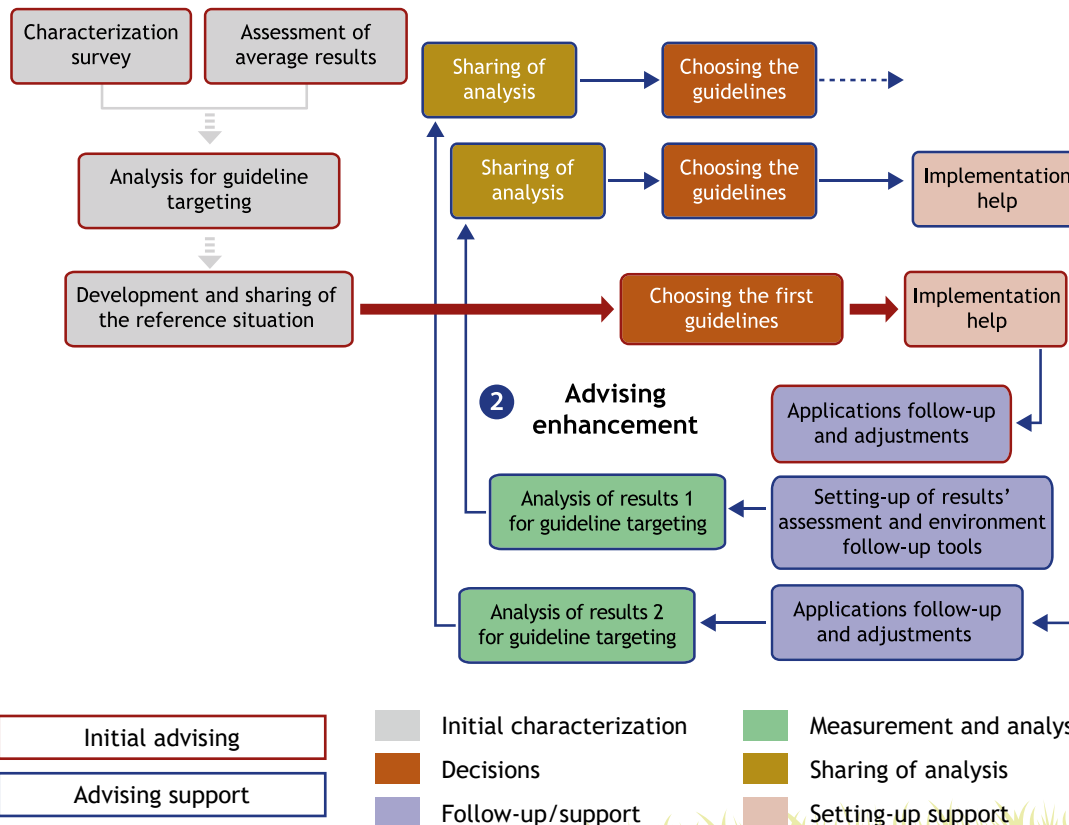 Characterization
survey
Assessment of
average results
Sharing of
analysis
Choosing the
guidelines
Analysis for guideline
targeting
Sharing of
analysis
Choosing the
guidelines
Implementation
help
Development and sharing of
the reference situation
Choosing the first
guidelines
Implementation
help
2
Advising
enhancement
Applications follow-up
and adjustments
Analysis of results 1
for guideline targeting
Setting-up of results’
assessment and environment
follow-up tools
Analysis of results 2
for guideline targeting
Applications follow-up
and adjustments
Initial advising
Advising support
Initial characterization
Decisions
Follow-up/support
Measurement and analys
Sharing of analysis
Setting-up support